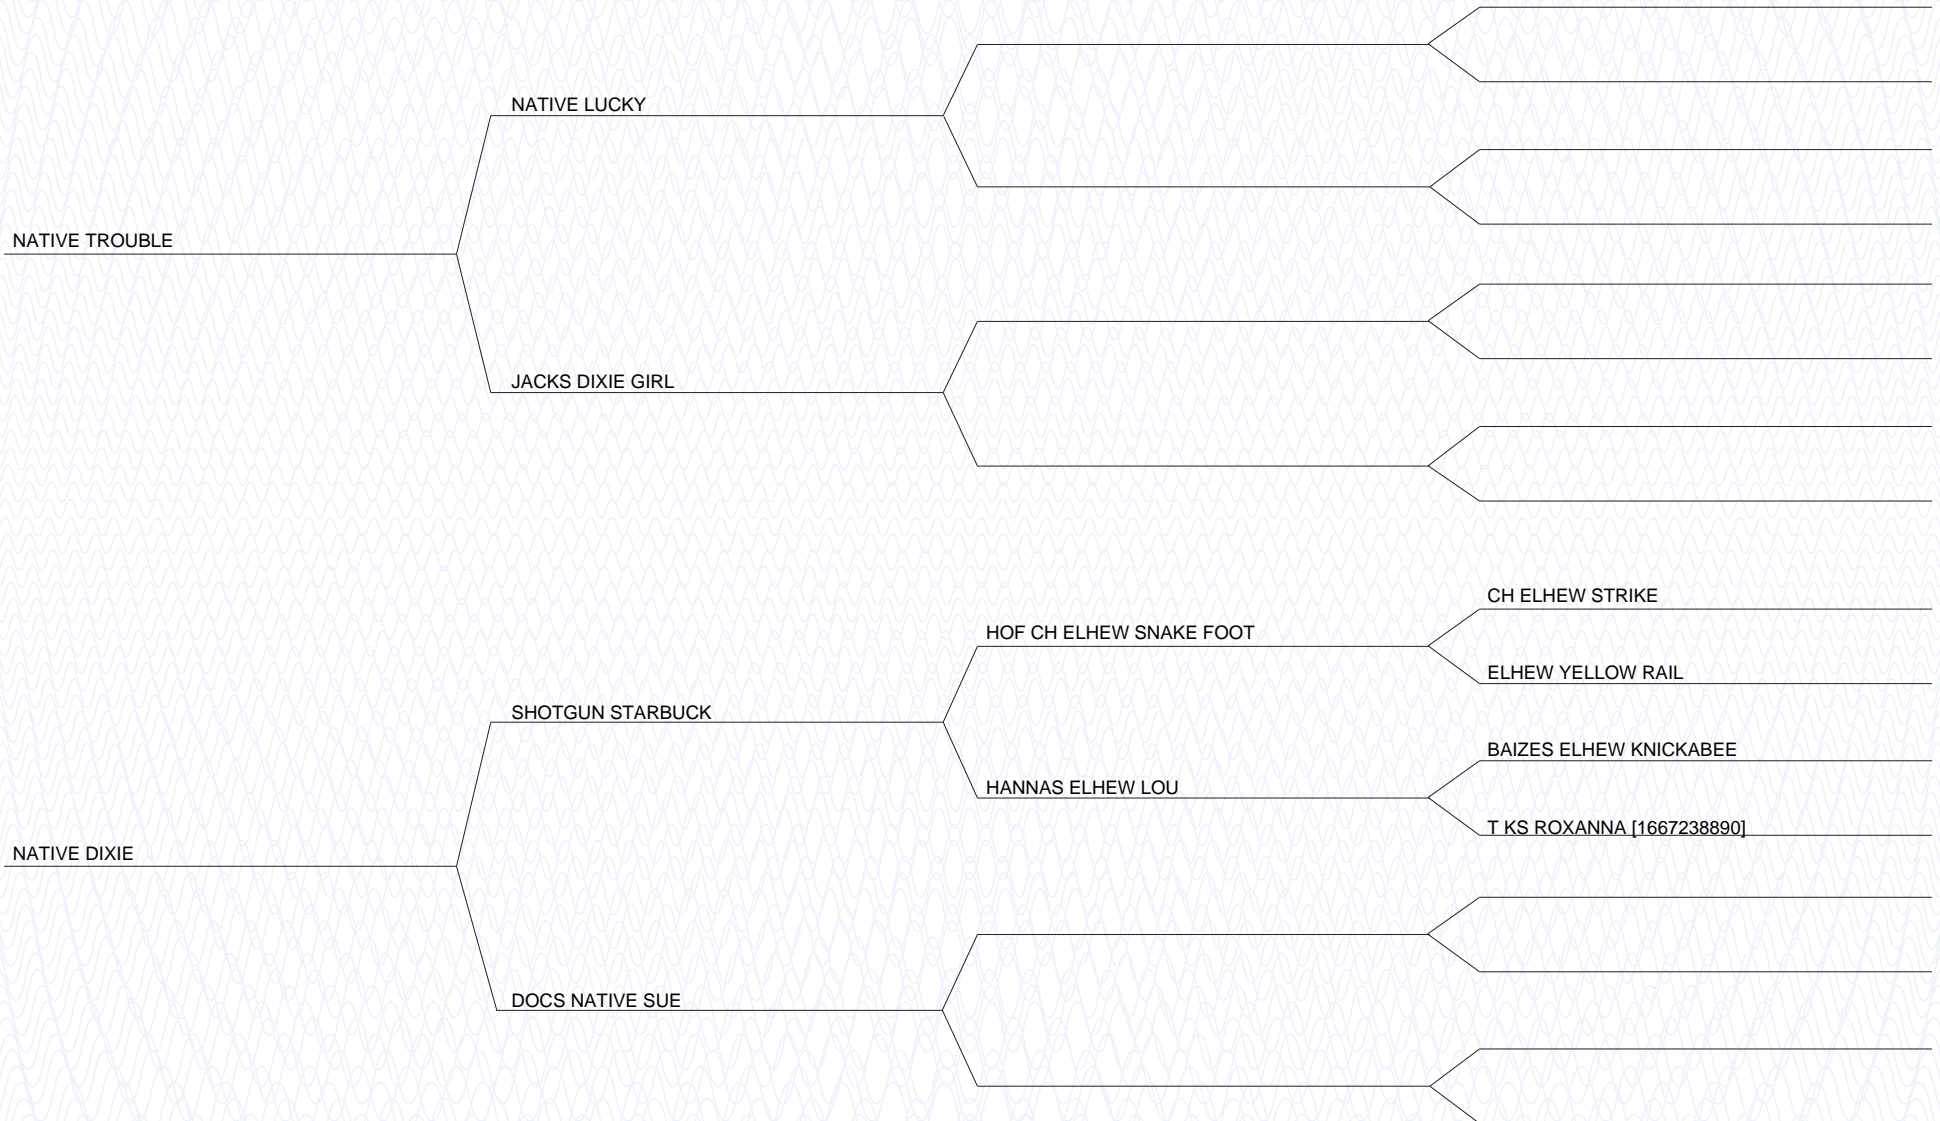 NATIVE LUCKY
NATIVE TROUBLE
JACKS DIXIE GIRL
CH ELHEW STRIKE
HOF CH ELHEW SNAKE FOOT
ELHEW YELLOW RAIL
SHOTGUN STARBUCK
BAIZES ELHEW KNICKABEE
HANNAS ELHEW LOU
T KS ROXANNA [1667238890]
NATIVE DIXIE
DOCS NATIVE SUE